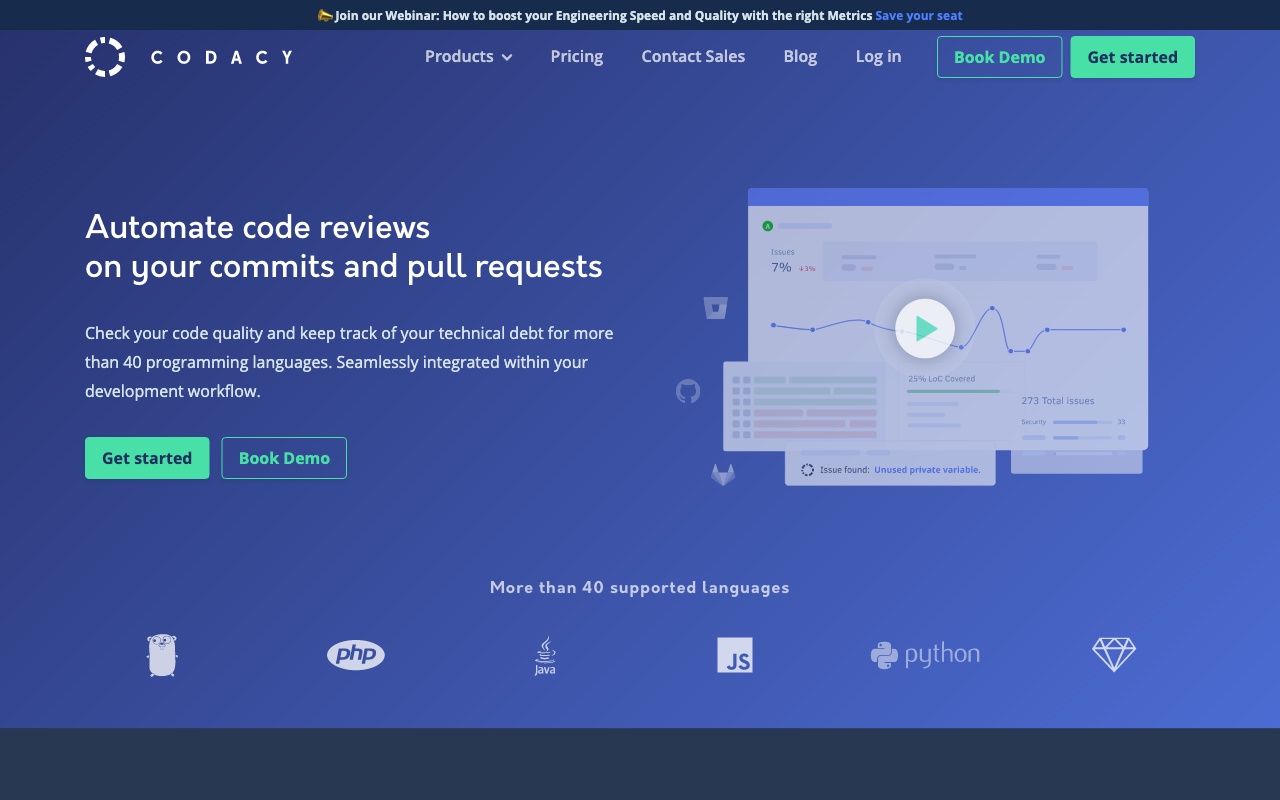 Join our Webinar: How to boost your Engineering Speed and Quality with the right Metrics Save your seat
CODACY
Products
Pricing
Contact Sales
Blog
Log in
Book Demo
Get started
Automate code reviews
on your commits and pull requests
Check your code quality and keep track of your technical debt for more
than 40 programming languages. Seamlessly integrated within your
development workflow.
Get started
Book Demo
A
Issues
7% ↓3%
25% LoC Covered
273 Total issues
Security 33
Issue found: Unused private variable.
More than 40 supported languages
php
Java
JS
python